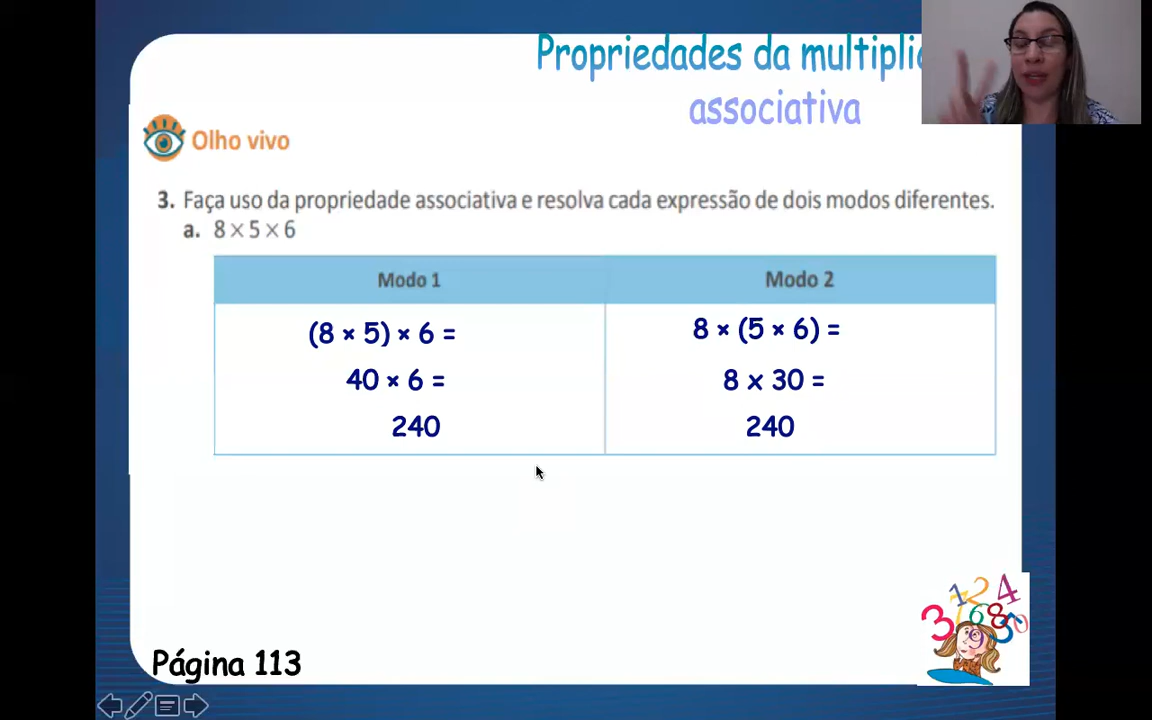 Propriedades da
associativa
Olho vivo
3. Faça uso da propriedade associativa e resolva cada expressão de dois modos diferentes.
a. 8 × 5 × 6
Modo 1
Modo 2
(8 × 5) × 6 =
8 × (5 × 6) =
40 × 6 =
8 x 30 =
240
240
Página 113